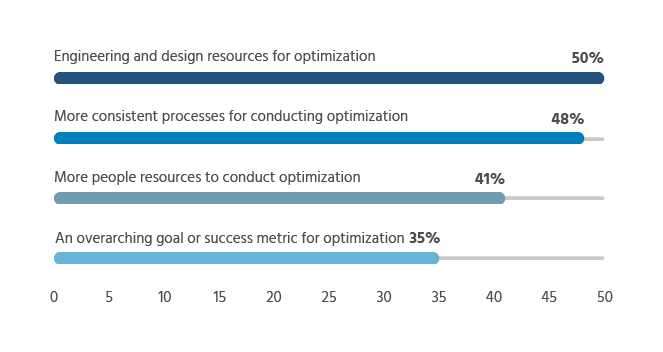 Engineering and design resources for optimization 50%
More consistent processes for conducting optimization 48%
More people resources to conduct optimization 41%
An overarching goal or success metric for optimization 35%
0 5 10 15 20 25 30 35 40 45 50